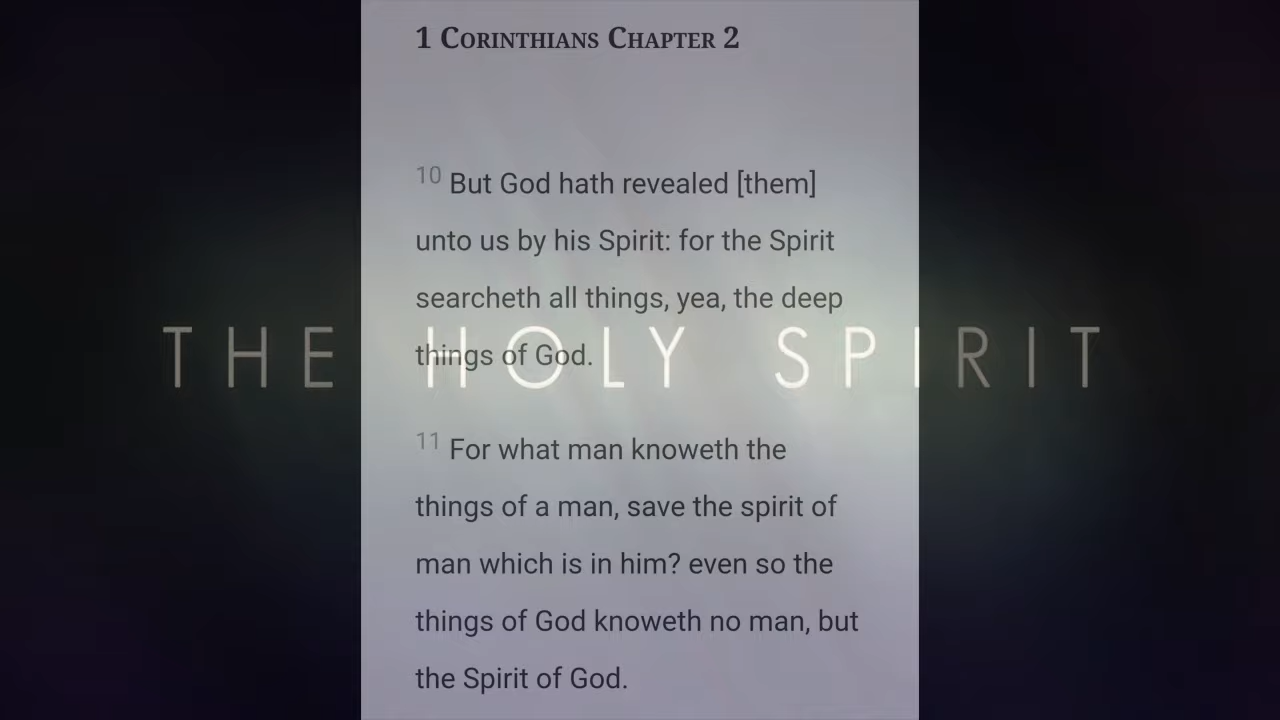 1 Corinthians Chapter 2
10 But God hath revealed [them]
unto us by his Spirit: for the Spirit
searcheth all things, yea, the deep
things of God.
THE HOLY SPIRIT
11 For what man knoweth the
things of a man, save the spirit of
man which is in him? even so the
things of God knoweth no man, but
the Spirit of God.